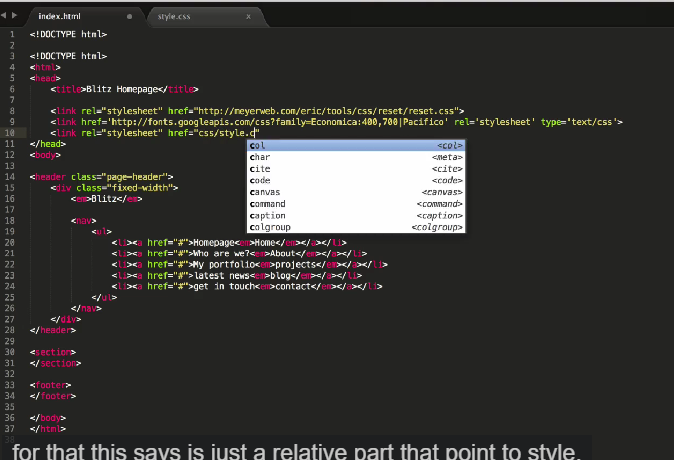 index.html
style.css ×
1 <!DOCTYPE html>
2
3 <!DOCTYPE html>
4 <html>
5 <head>
6 <title>Blitz Homepage</title>
7
8 <link rel="stylesheet" href="http://meyerweb.com/eric/tools/css/reset/reset.css">
9 <link href='http://fonts.googleapis.com/css?family=Economica:400,700|Pacifico' rel='stylesheet' type='text/css'>
10 <link rel="stylesheet" href="css/style.c"
11 </head>
col <col>
12 <body>
char <meta>
13
cite <cite>
14 <header class="page-header">
code <code>
15 <div class="fixed-width">
canvas <canvas>
16 <em>Blitz</em>
command <command>
17
caption <caption>
18 <nav>
colgroup <colgroup>
19 <ul>
20 <li><a href="#">Homepage<em>Home</em></a></li>
21 <li><a href="#">Who are we?<em>About</em></a></li>
22 <li><a href="#">My portfolio<em>projects</em></a></li>
23 <li><a href="#">latest news<em>blog</em></a></li>
24 <li><a href="#">get in touch<em>contact</em></a></li>
25 </ul>
26 </nav>
27 </div>
28 </header>
29
30 <section>
31 </section>
32
33 <footer>
34 </footer>
35
36 </body>
37 </html>
38
for that this says is just a relative part that point to style.